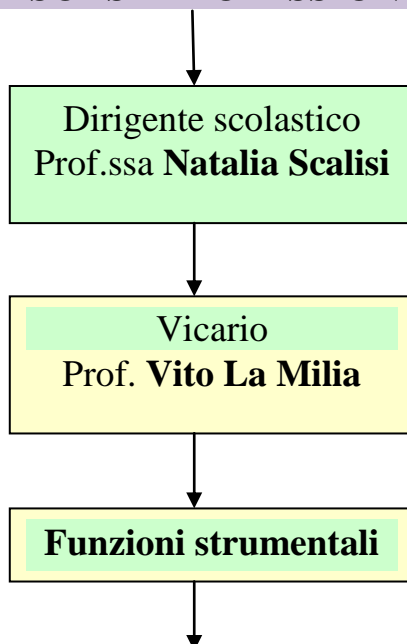 Dirigente scolastico
Prof.ssa Natalia Scalisi
Vicario
Prof. Vito La Milia
Funzioni strumentali